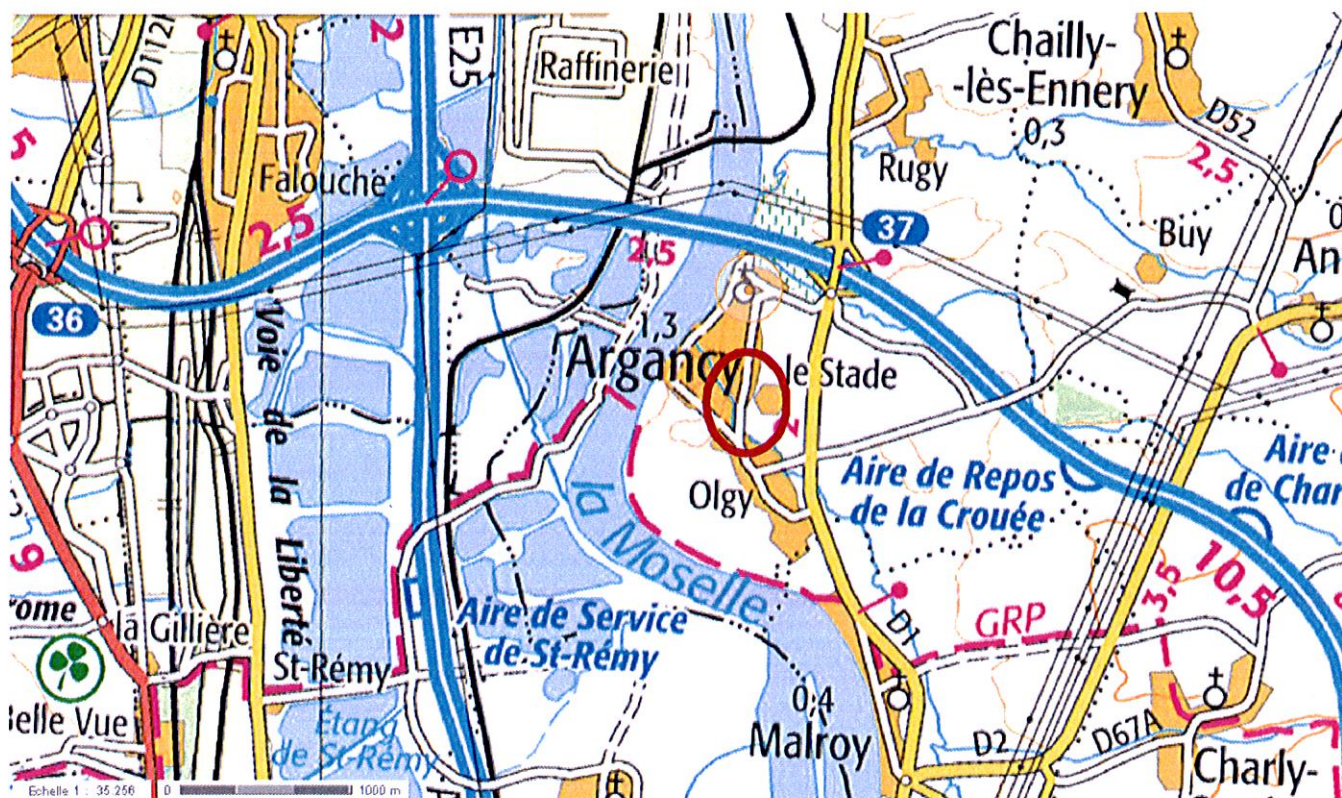 Chailly-
-lès-Ennery
0,3
D52
2,5
D112
2
E25
Raffinerie
Rugy
Buy
An
5
Falouche
2,5
2,5
37
36
1,3
Argancy
le Stade
2
Voie de la Liberté
Olgy
la Moselle
Aire de Repos
de la Crouée
Aire
de Char
10,5
3,5
GRP
D1
9
rome
la Gillière
St-Rémy
Aire de Service
de St-Rémy
Belle Vue
Étang
de St-Rémy
0,4
Malroy
D2
D67A
Charly-
Echelle 1 : 35.256
0 1000 m